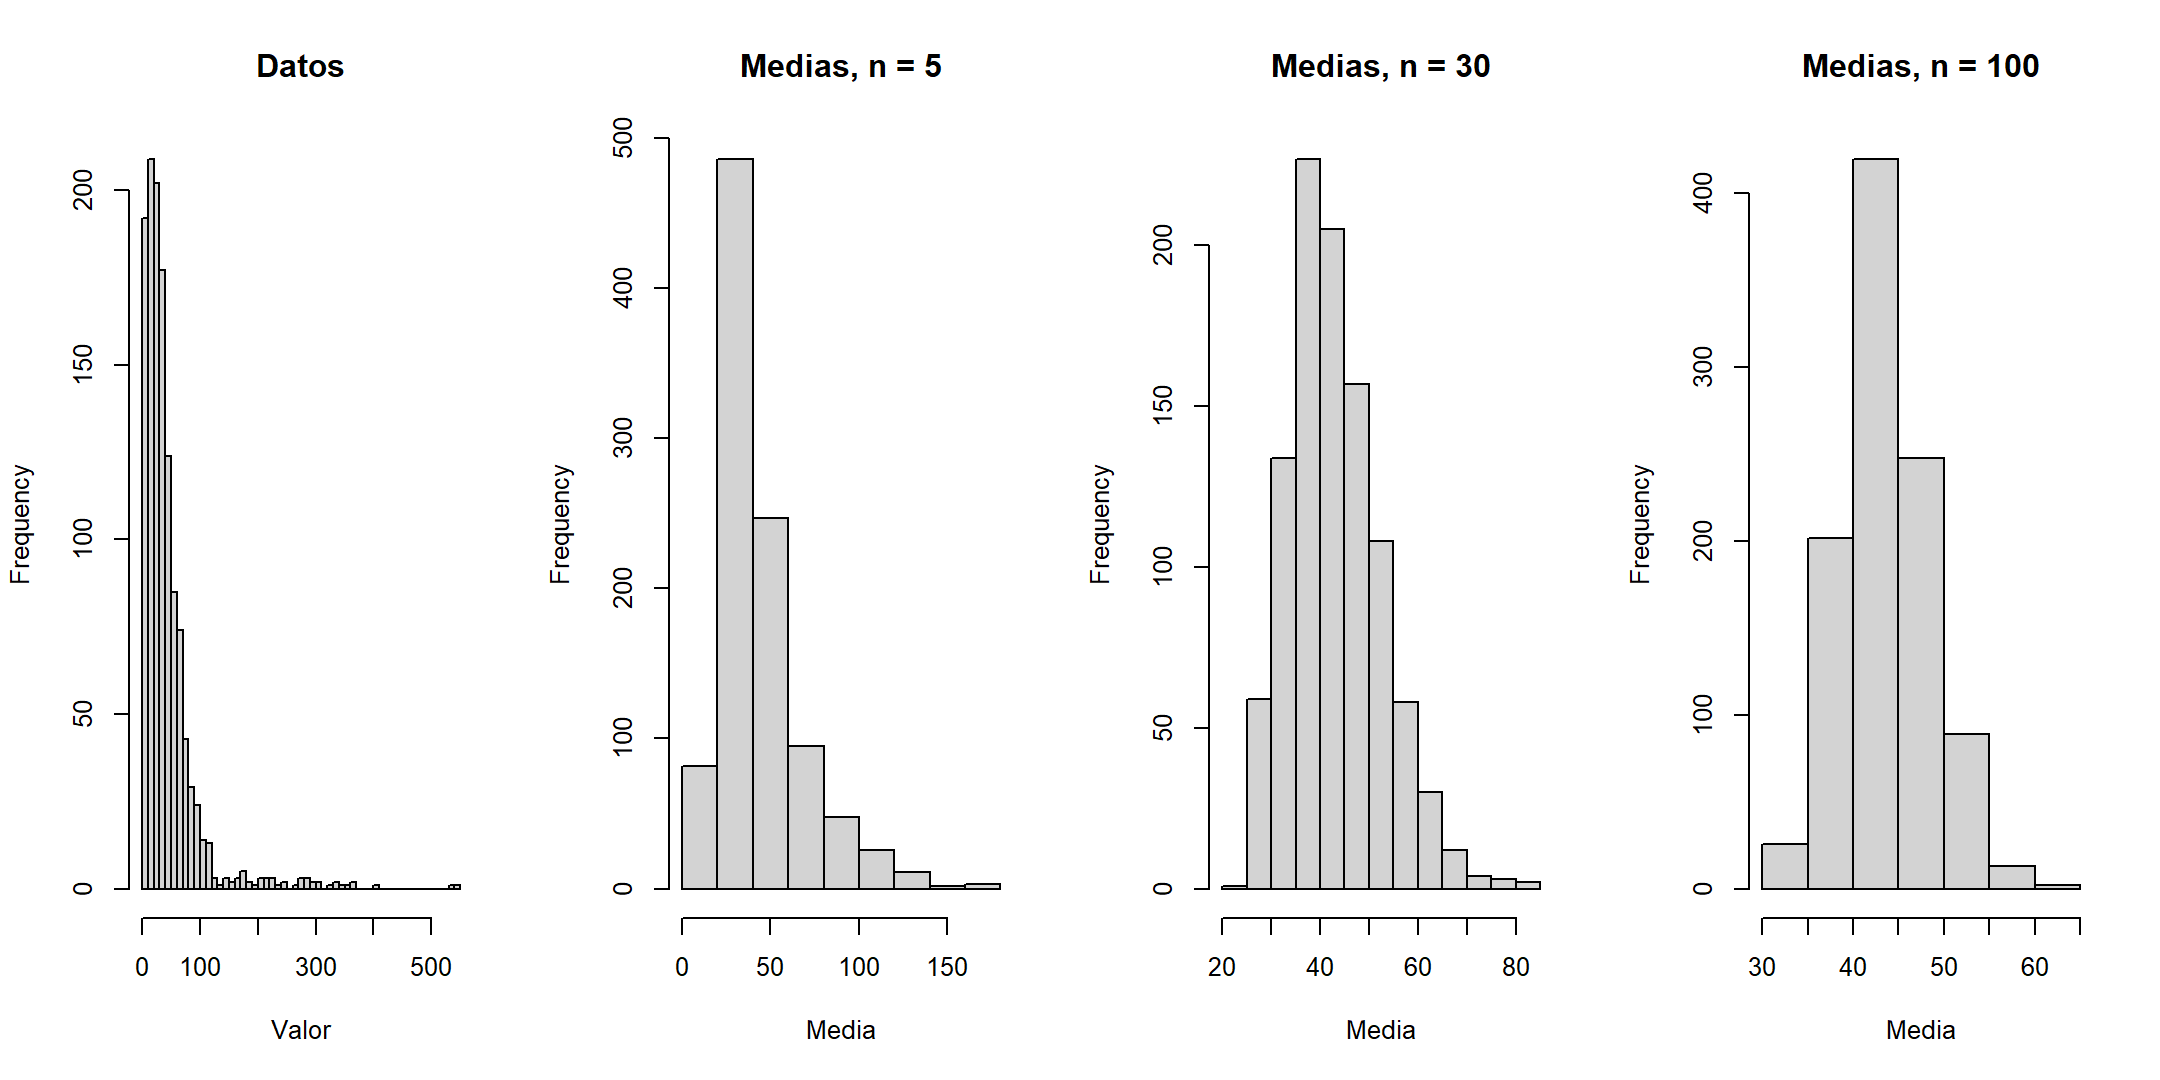 Datos
Frequency
0 50 100 150 200
0 100 300 500
Valor
Medias, n = 5
Frequency
0 100 200 300 400 500
0 50 100 150
Media
Medias, n = 30
Frequency
0 50 100 150 200
20 40 60 80
Media
Medias, n = 100
Frequency
0 100 200 300 400
30 40 50 60
Media